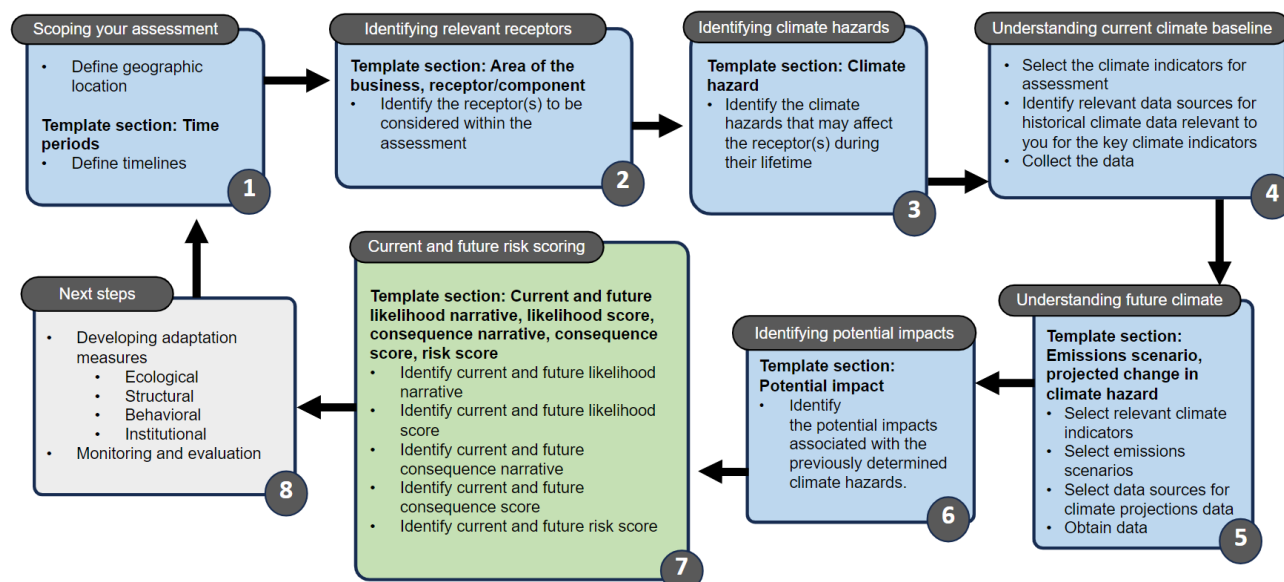 Scoping your assessment
• Define geographic
location
Template section: Time
periods
• Define timelines
1
Identifying relevant receptors
Template section: Area of the
business, receptor/component
• Identify the receptor(s) to be
considered within the
assessment
2
Identifying climate hazards
Template section: Climate
hazard
• Identify the climate
hazards that may affect
the receptor(s) during
their lifetime
3
Understanding current climate baseline
• Select the climate indicators for
assessment
• Identify relevant data sources for
historical climate data relevant to
you for the key climate indicators
• Collect the data
4
Understanding future climate
Template section:
Emissions scenario,
projected change in
climate hazard
• Select relevant climate
indicators
• Select emissions
scenarios
• Select data sources for
climate projections data
• Obtain data
5
Identifying potential impacts
Template section:
Potential impact
• Identify
the potential impacts
associated with the
previously determined
climate hazards.
6
Current and future risk scoring
Template section: Current and future
likelihood narrative, likelihood score,
consequence narrative, consequence
score, risk score
• Identify current and future likelihood
narrative
• Identify current and future likelihood
score
• Identify current and future
consequence narrative
• Identify current and future
consequence score
• Identify current and future risk score
7
Next steps
• Developing adaptation
measures
• Ecological
• Structural
• Behavioral
• Institutional
• Monitoring and evaluation
8